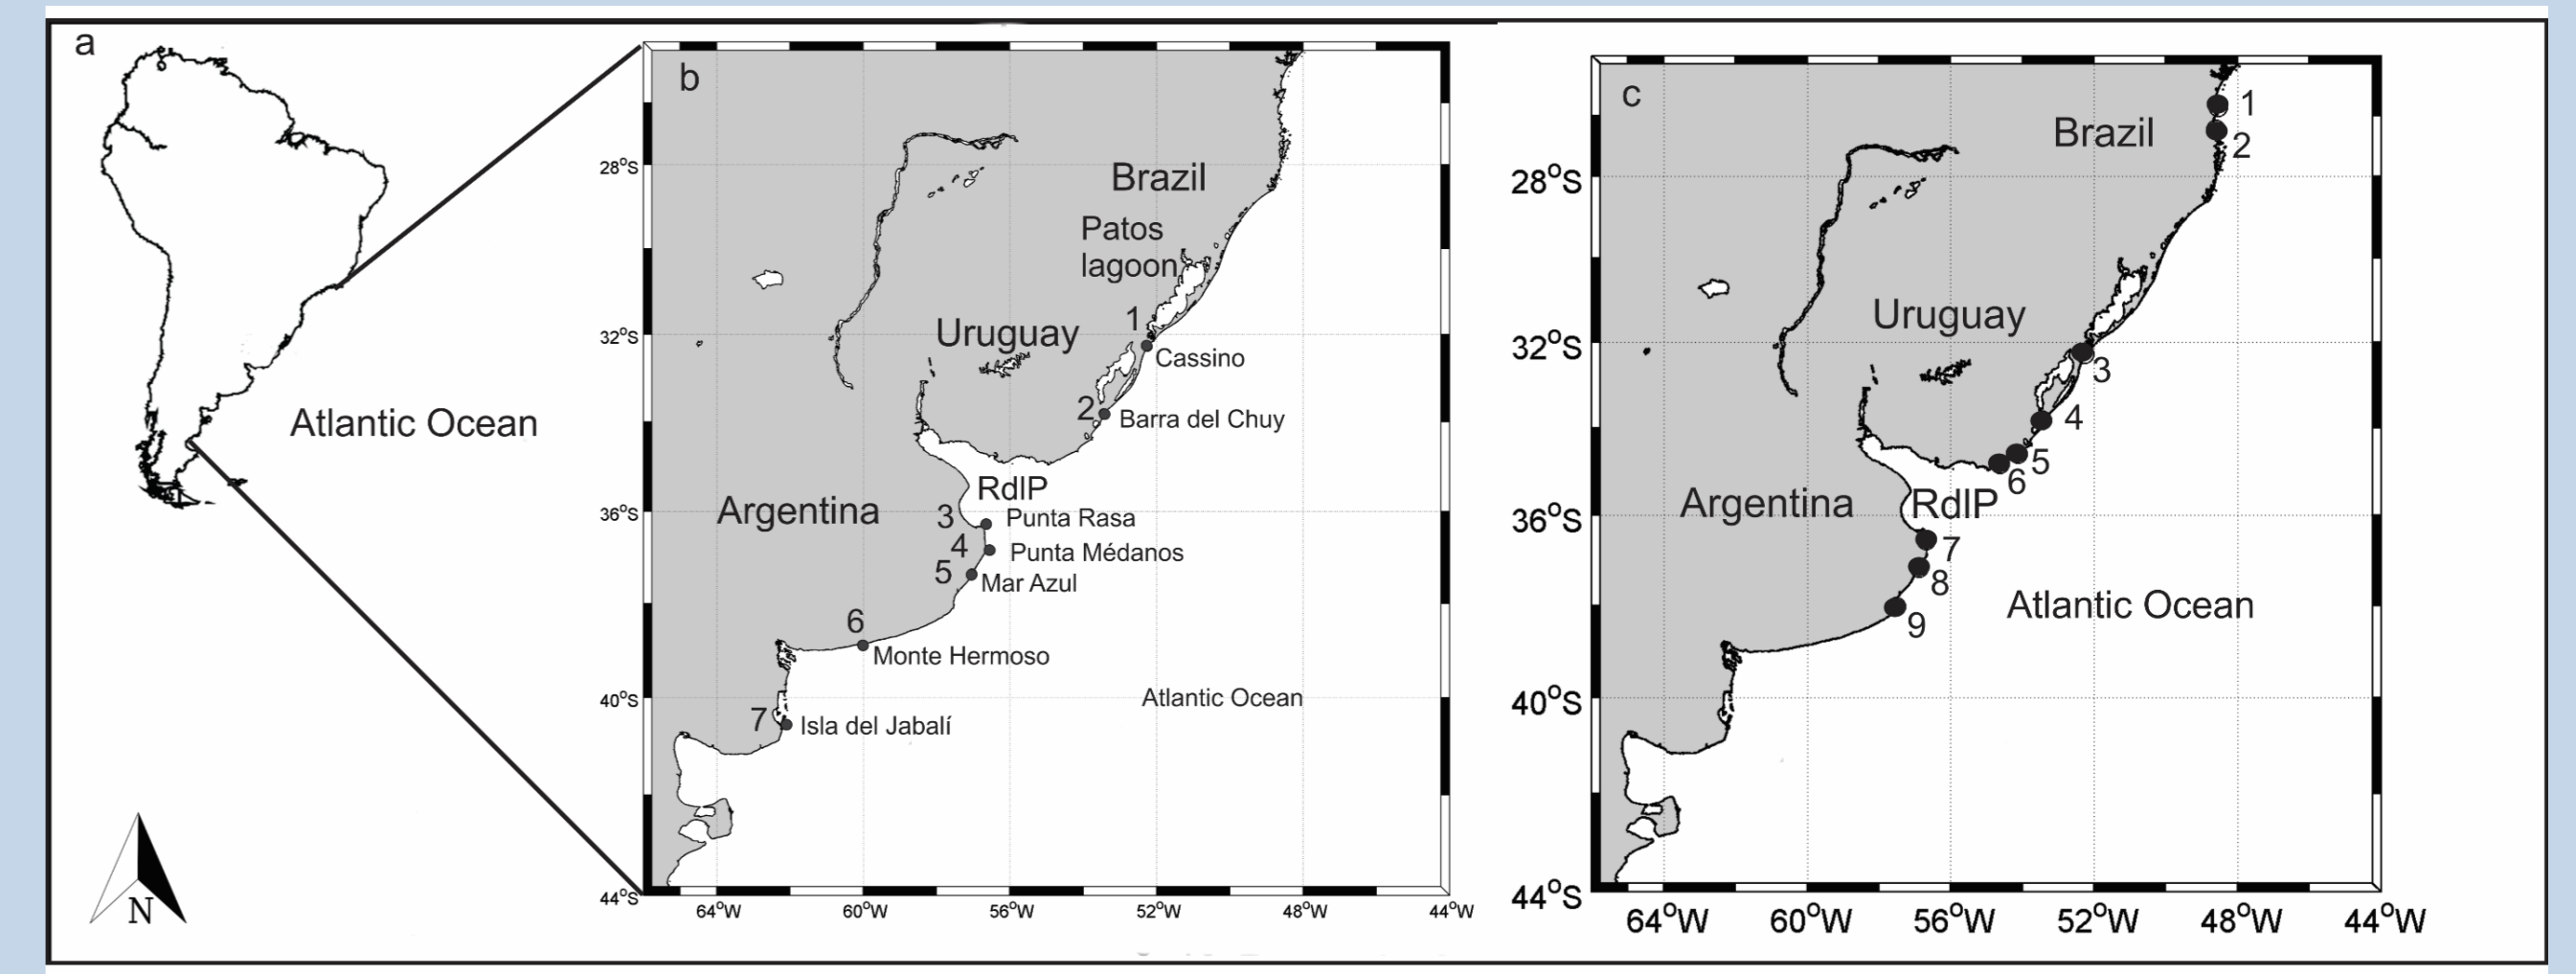 a
Atlantic Ocean
N
b
Brazil
Patos
lagoon
Uruguay
1
Cassino
2
Barra del Chuy
RdlP
Argentina
3
Punta Rasa
4
Punta Médanos
5
Mar Azul
6
Monte Hermoso
7
Isla del Jabalí
Atlantic Ocean
28°S
32°S
36°S
40°S
44°S
64°W 60°W 56°W 52°W 48°W 44°W
c
Brazil
1
2
Uruguay
3
4
5
6
Argentina
RdlP
7
8
9
Atlantic Ocean
28°S
32°S
36°S
40°S
44°S
64°W 60°W 56°W 52°W 48°W 44°W